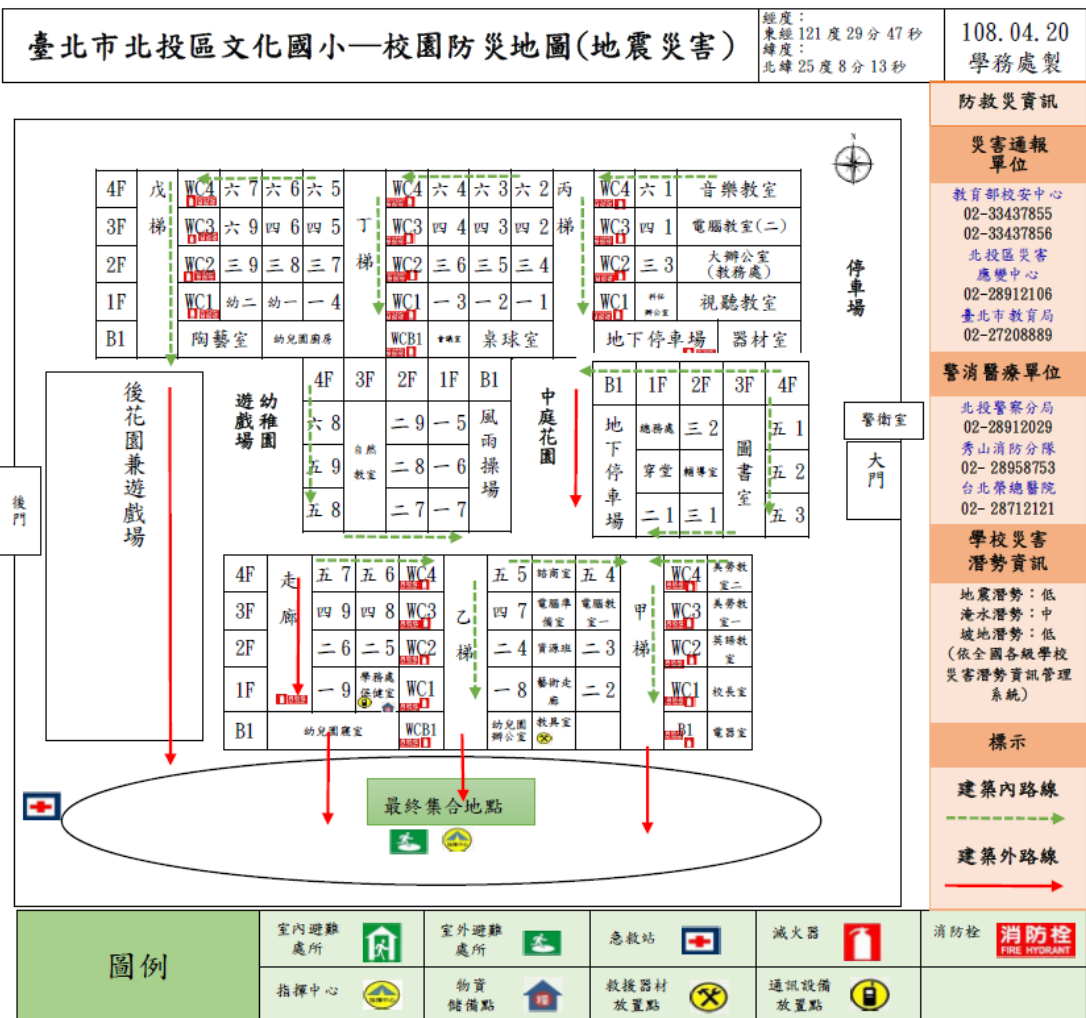 臺北市北投區文化國小—校園防災地圖(地震災害)
經度：
東經 121 度 29 分 47 秒
緯度：
北緯 25 度 8 分 13 秒
108.04.20
學務處製
防救災資訊
災害通報
單位
教育部校安中心
02-33437855
02-33437856
北投區災害
應變中心
02-28912106
臺北市教育局
02-27208889
警消醫療單位
北投警察分局
02-28912029
秀山消防分隊
02- 28958753
台北榮總醫院
02- 28712121
學校災害
潛勢資訊
地震潛勢：低
淹水潛勢：中
坡地潛勢：低
(依全國各級學校
災害潛勢資訊管理
系統)
標示
建築內路線
建築外路線
N
4F 戊 WC4 六 7 六 6 六 5 WC4 六 4 六 3 六 2 丙 WC4 六 1 音樂教室
3F 梯 WC3 六 9 四 6 四 5 丁 WC3 四 4 四 3 四 2 梯 WC3 四 1 電腦教室(二)
2F WC2 三 9 三 8 三 7 梯 WC2 三 6 三 5 三 4 WC2 三 3 大辦公室
(教務處)
1F WC1 幼二 幼一 一 4 WC1 一 3 一 2 一 1 WC1 科任
辦公室 視聽教室
B1 陶藝室 幼兒園廚房 WCB1 會議室 桌球室 地下停車場 器材室
停車場
後花園兼遊戲場
後門
幼稚園
遊戲場
4F 3F 2F 1F B1
六 8 自然
教室 二 9 一 5 風雨操場
五 9 二 8 一 6
五 8 二 7 一 7
中庭花園
B1 1F 2F 3F 4F
地下停車場 總務處 三 2 圖書室 五 1
穿堂 輔導室 五 2
二 1 三 1 五 3
警衛室
大門
4F 走廊 五 7 五 6 WC4 乙梯 五 5 諮商室 五 4 甲梯 WC4 美勞教
室二
3F 四 9 四 8 WC3 四 7 電腦準
備室 電腦教
室一 WC3 美勞教
室一
2F 二 6 二 5 WC2 二 4 資源班 二 3 WC2 英語教
室
1F 一 9 學務處
保健室 WC1 一 8 藝術走
廊 二 2 WC1 校長室
B1 幼兒園寢室 WCB1 幼兒園
辦公室 教具室 B1 電器室
最終集合地點
指揮中心
圖例
室內避難
處所
室外避難
處所
急救站
滅火器
消防栓
消防栓
FIRE HYDRANT
指揮中心
指揮中心
物資
儲備點
糧
救援器材
放置點
通訊設備
放置點